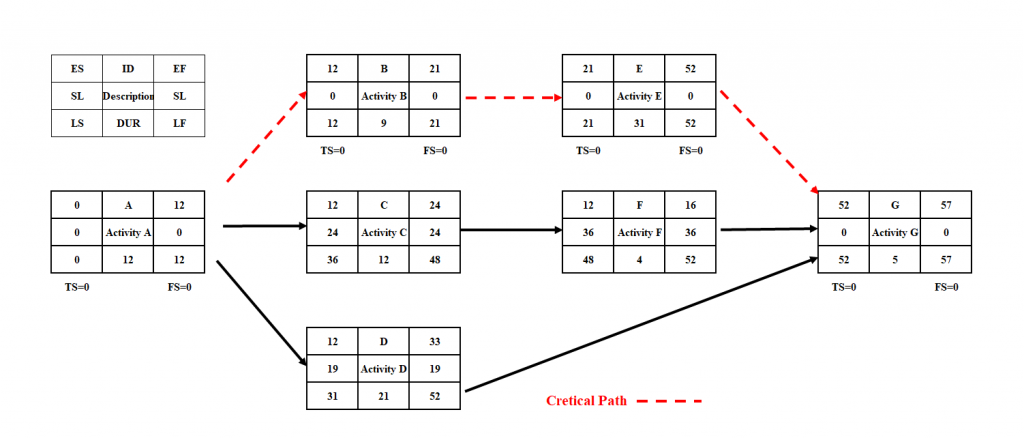 ES ID EF
SL Description SL
LS DUR LF
12 B 21
0 Activity B 0
12 9 21
TS=0 FS=0
21 E 52
0 Activity E 0
21 31 52
TS=0 FS=0
0 A 12
0 Activity A 0
0 12 12
TS=0 FS=0
12 C 24
24 Activity C 24
36 12 48
12 F 16
36 Activity F 36
48 4 52
52 G 57
0 Activity G 0
52 5 57
TS=0 FS=0
12 D 33
19 Activity D 19
31 21 52
Cretical Path